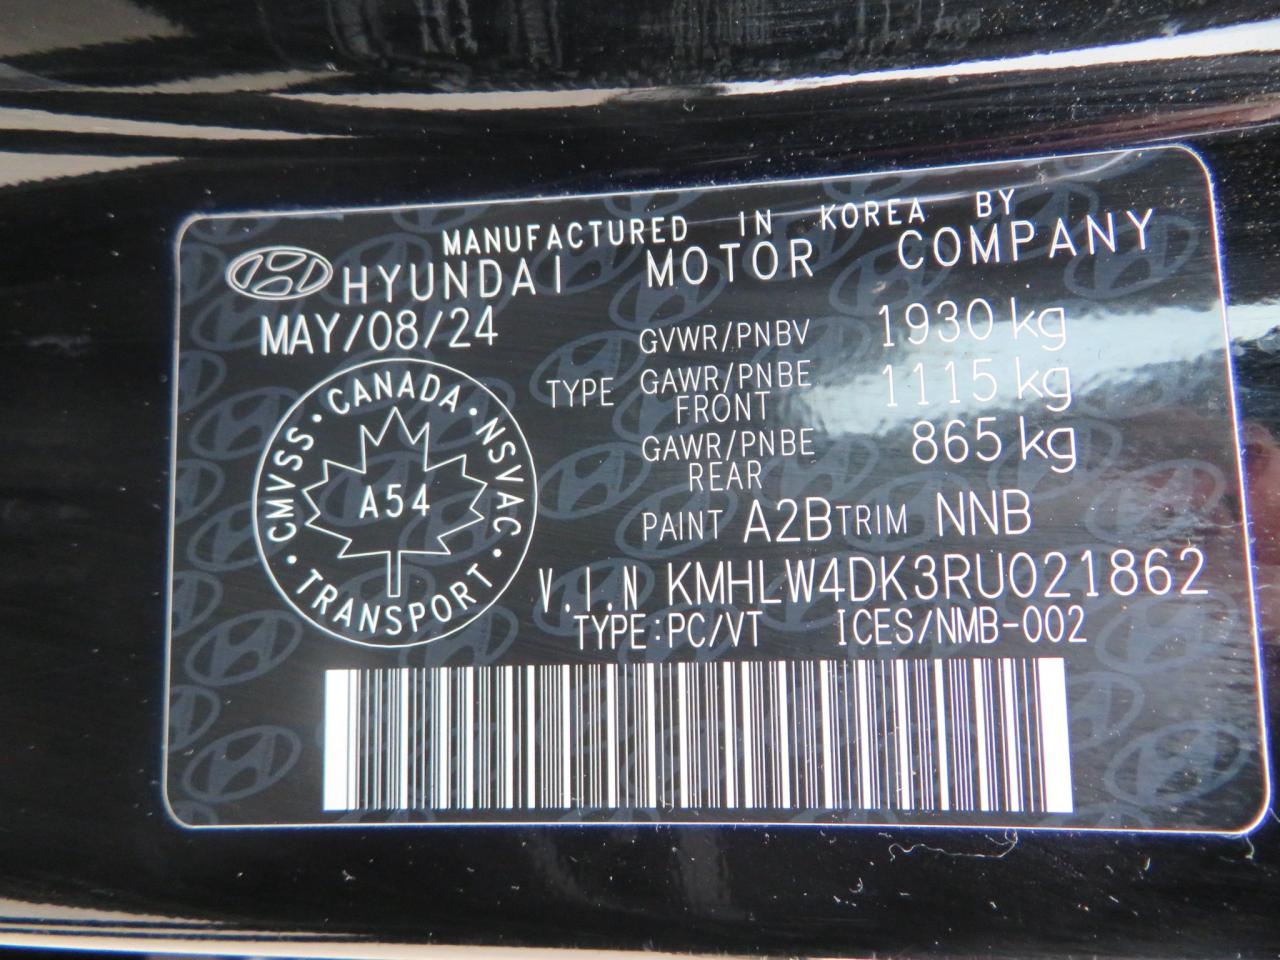 MANUFACTURED IN KOREA BY
HYUNDAI MOTOR COMPANY
MAY/08/24
GVWR/PNBV 1930 kg
TYPE GAWR/PNBE FRONT 1115 kg
GAWR/PNBE REAR 865 kg
PAINT A2B TRIM NNB
V.I.N KMHLW4DK3RU021862
TYPE:PC/VT ICES/NMB-002
CMVSS • CANADA • NSVAC • TRANSPORT •
A54